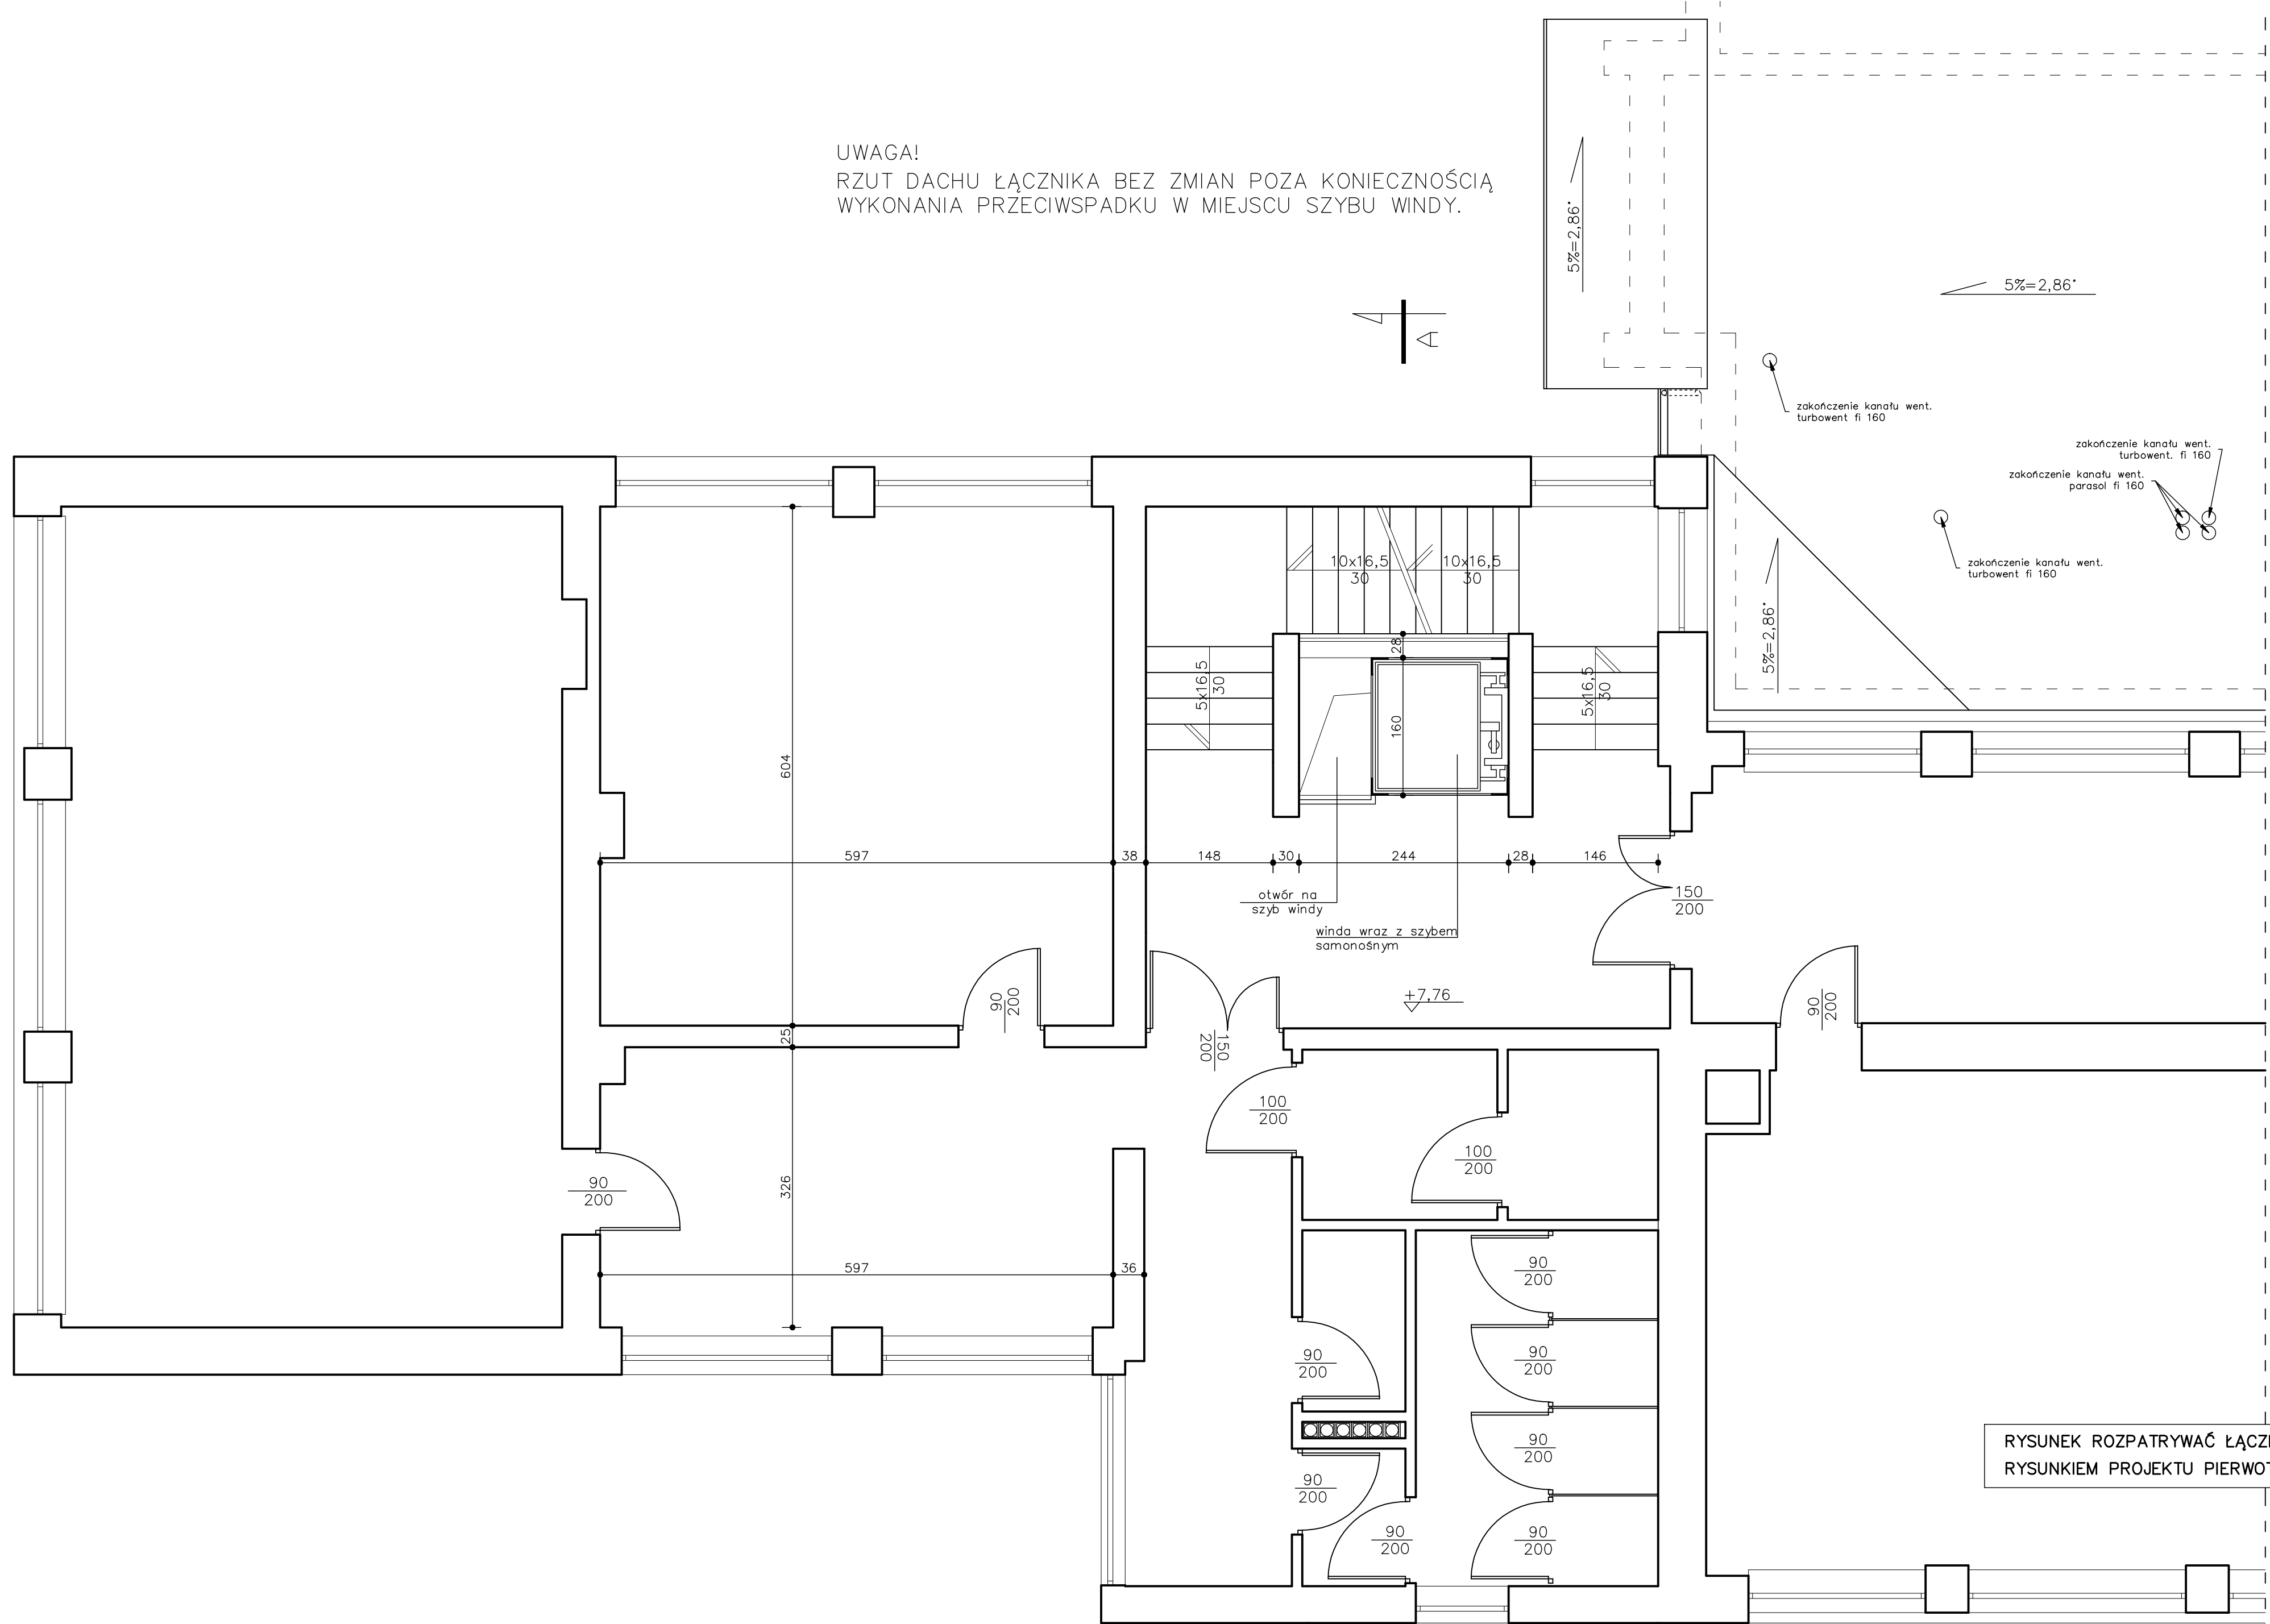 UWAGA!
RZUT DACHU ŁĄCZNIKA BEZ ZMIAN POZA KONIECZNOŚCIĄ
WYKONANIA PRZECIWSPADKU W MIEJSCU SZYBU WINDY.
5%=2,86°
5%=2,86°
A
zakończenie kanału went.
turbowent fi 160
zakończenie kanału went.
turbowent. fi 160
zakończenie kanału went.
parasol fi 160
zakończenie kanału went.
turbowent fi 160
5%=2,86°
10x16,5
30
10x16,5
30
28
5x16,5
30
5x16,5
30
160
604
597
38
148
30
244
28
146
otwór na
szyb windy
winda wraz z szybem
samonośnym
150
200
+7,76
90
200
90
200
25
150
200
100
200
100
200
90
200
326
597
36
90
200
90
200
90
200
90
200
90
200
90
200
90
200
RYSUNEK ROZPATRYWAĆ
RYSUNKIEM PROJEKTU